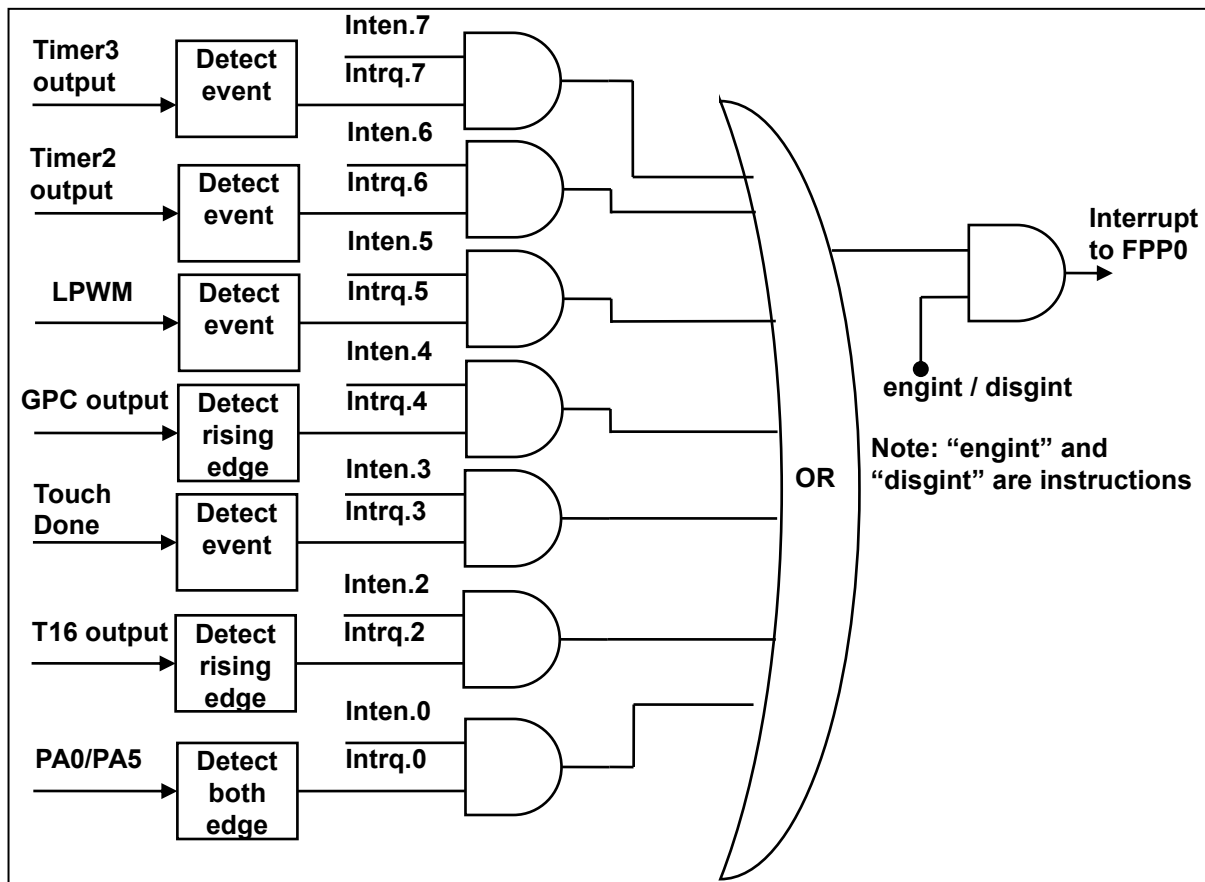 Timer3
output
Detect
event
Inten.7
Intrq.7
Timer2
output
Detect
event
Inten.6
Intrq.6
LPWM
Detect
event
Inten.5
Intrq.5
GPC output
Detect
rising
edge
Inten.4
Intrq.4
Touch
Done
Detect
event
Inten.3
Intrq.3
T16 output
Detect
rising
edge
Inten.2
Intrq.2
PA0/PA5
Detect
both
edge
Inten.0
Intrq.0
OR
Interrupt
to FPP0
engint / disgint
Note: “engint” and
“disgint” are instructions